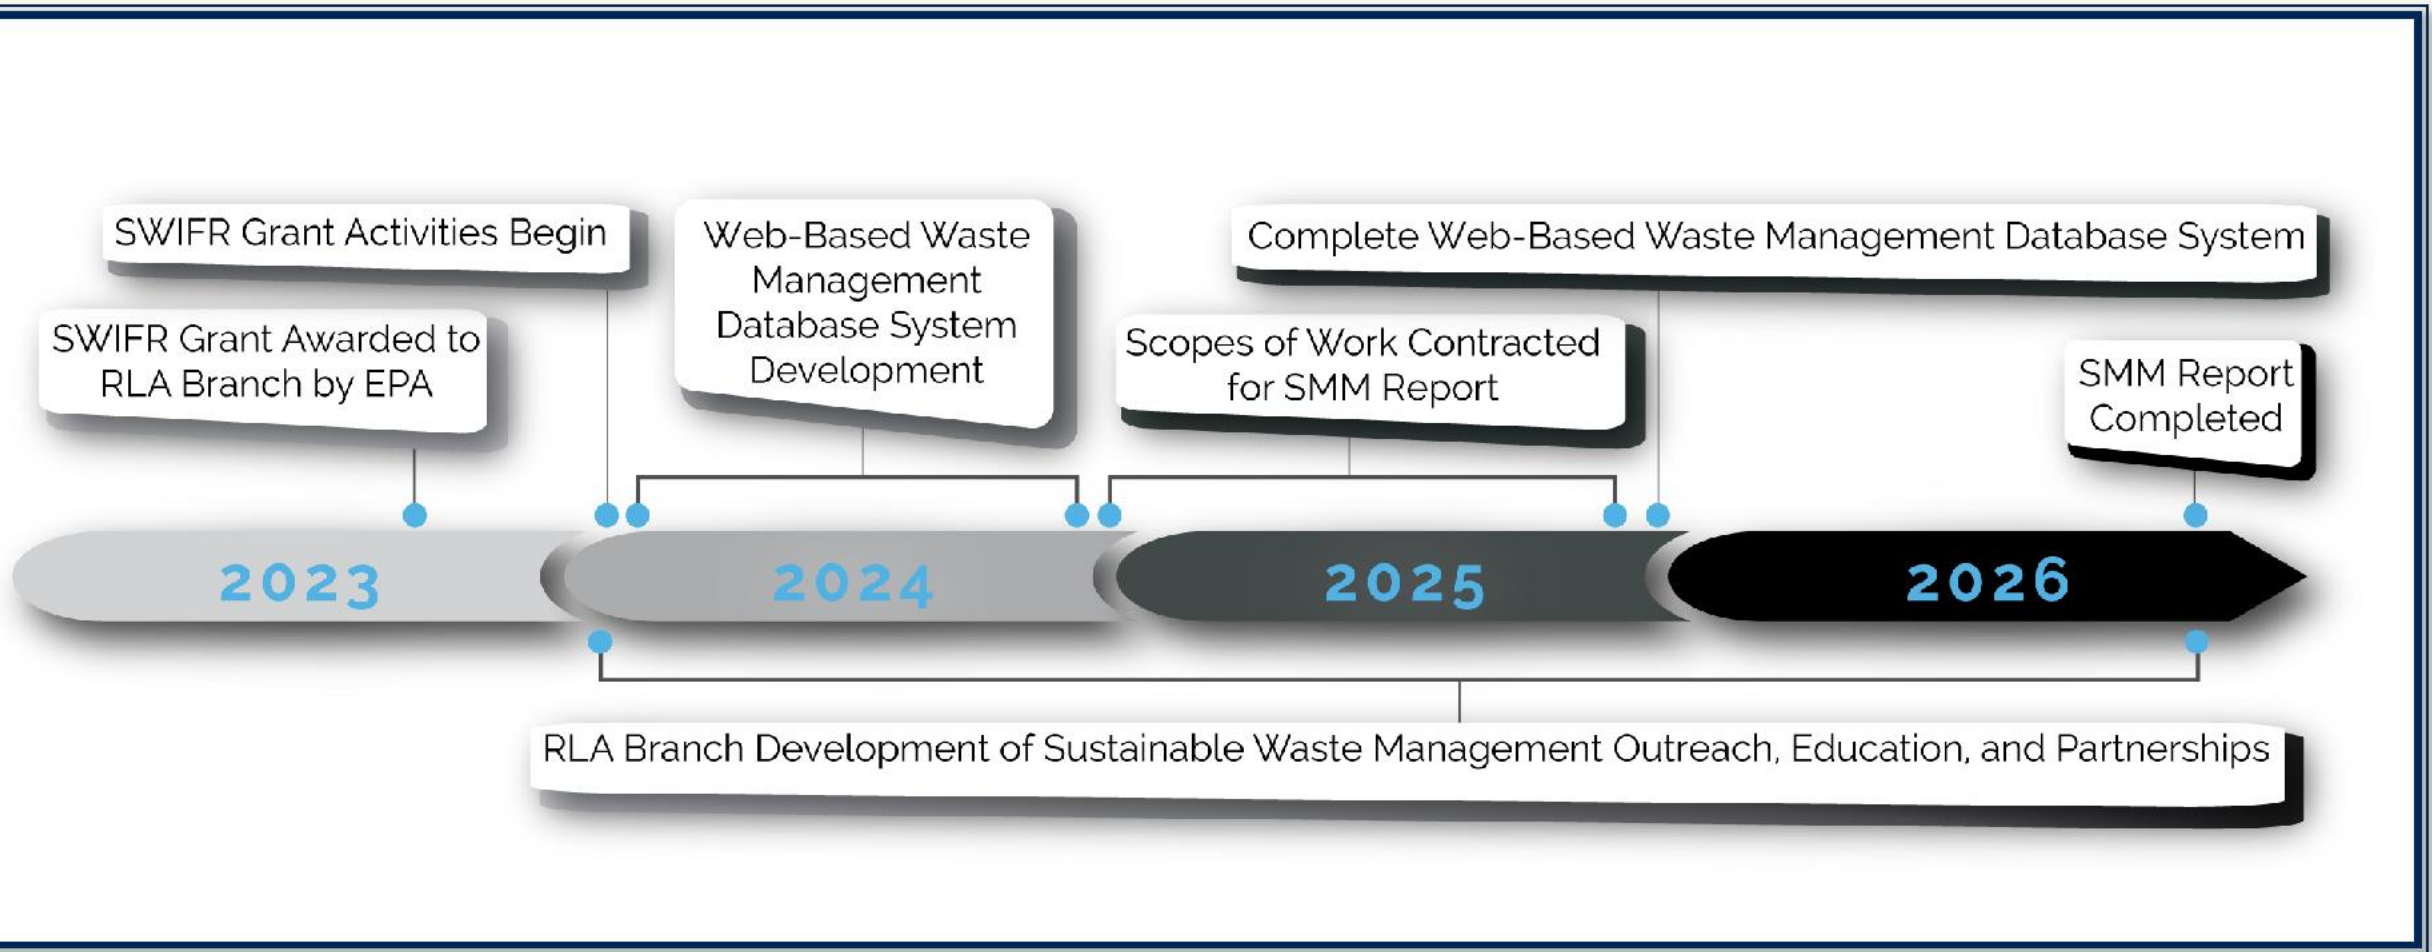 SWIFR Grant Activities Begin
SWIFR Grant Awarded to
RLA Branch by EPA
Web-Based Waste
Management
Database System
Development
Complete Web-Based Waste Management Database System
Scopes of Work Contracted
for SMM Report
SMM Report
Completed
2023
2024
2025
2026
RLA Branch Development of Sustainable Waste Management Outreach, Education, and Partnerships